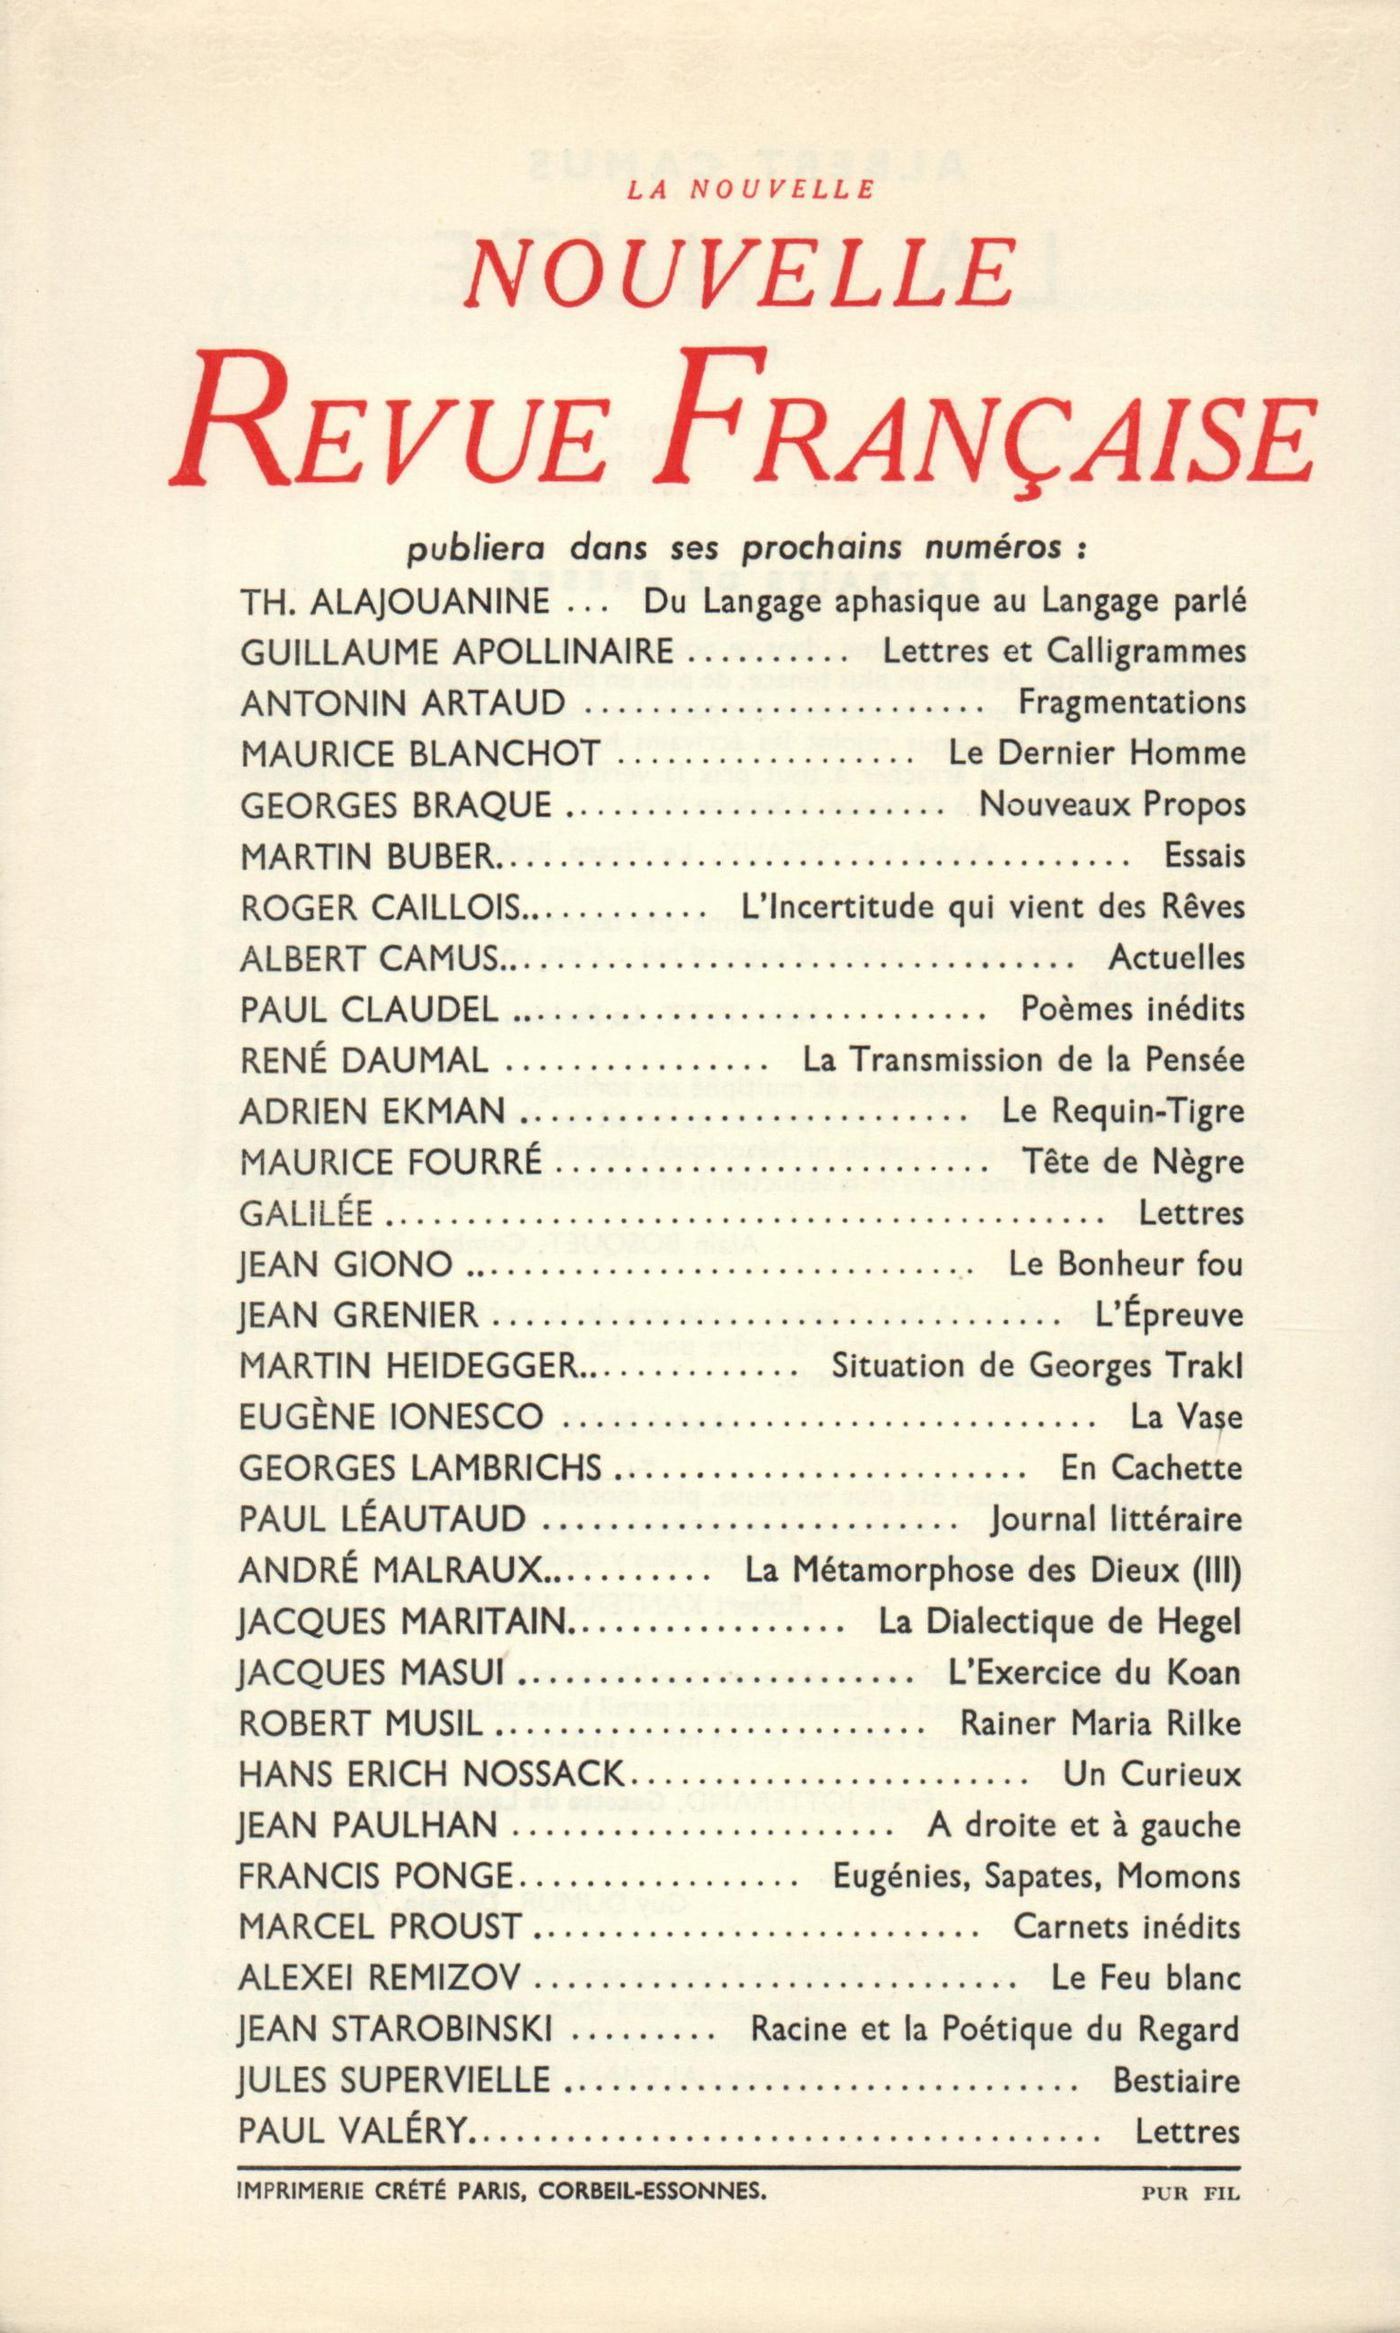 LA NOUVELLE
NOUVELLE
REVUE FRANÇAISE
publiera dans ses prochains numéros :
TH. ALAJOUANINE ... Du Langage aphasique au Langage parlé
GUILLAUME APOLLINAIRE .......... Lettres et Calligrammes
ANTONIN ARTAUD ........................ Fragmentations
MAURICE BLANCHOT .................. Le Dernier Homme
GEORGES BRAQUE ....................... Nouveaux Propos
MARTIN BUBER...................................... Essais
ROGER CAILLOIS............ L'Incertitude qui vient des Rêves
ALBERT CAMUS................................... Actuelles
PAUL CLAUDEL ............................. Poèmes inédits
RENÉ DAUMAL ................ La Transmission de la Pensée
ADRIEN EKMAN ........................... Le Requin-Tigre
MAURICE FOURRÉ .......................... Tête de Nègre
GALILÉE ........................................... Lettres
JEAN GIONO ............................... Le Bonheur fou
JEAN GRENIER .................................. L'Épreuve
MARTIN HEIDEGGER.............. Situation de Georges Trakl
EUGÈNE IONESCO ................................ La Vase
GEORGES LAMBRICHS ......................... En Cachette
PAUL LÉAUTAUD ......................... Journal littéraire
ANDRÉ MALRAUX........... La Métamorphose des Dieux (III)
JACQUES MARITAIN................. La Dialectique de Hegel
JACQUES MASUI ........................ L'Exercice du Koan
ROBERT MUSIL .......................... Rainer Maria Rilke
HANS ERICH NOSSACK........................ Un Curieux
JEAN PAULHAN ....................... A droite et à gauche
FRANCIS PONGE................. Eugénies, Sapates, Momons
MARCEL PROUST ........................... Carnets inédits
ALEXEI REMIZOV ............................. Le Feu blanc
JEAN STAROBINSKI ......... Racine et la Poétique du Regard
JULES SUPERVIELLE ............................... Bestiaire
PAUL VALÉRY...................................... Lettres
IMPRIMERIE CRÉTÉ PARIS, CORBEIL-ESSONNES. PUR FIL